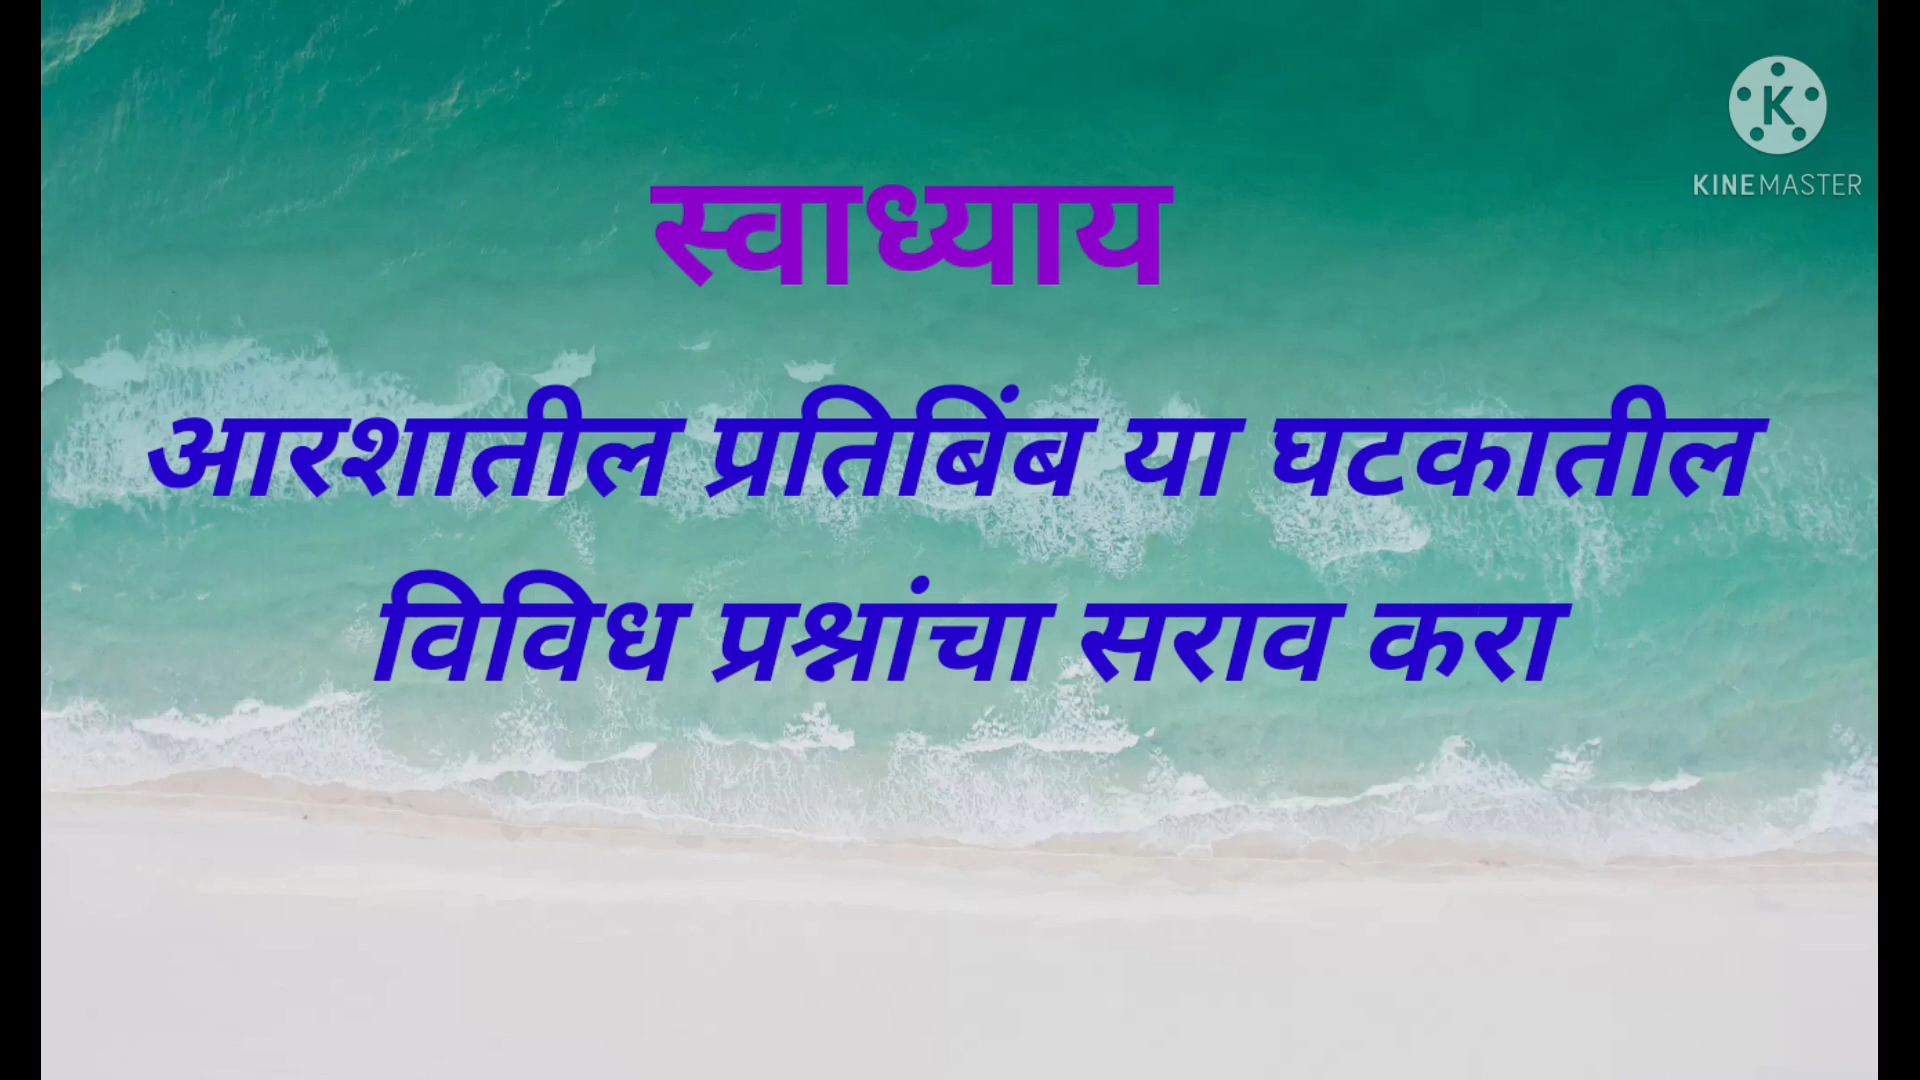 KINEMASTER
स्वाध्याय
आरशातील प्रतिबिंब या घटकातील
विविध प्रश्नांचा सराव करा